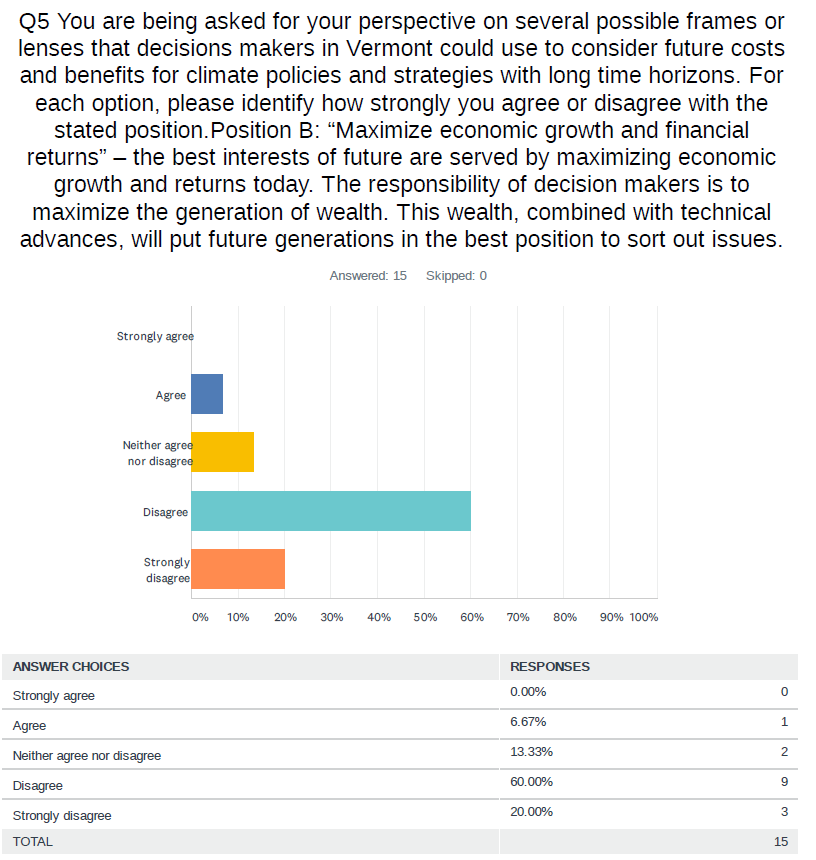 Q5 You are being asked for your perspective on several possible frames or
lenses that decisions makers in Vermont could use to consider future costs
and benefits for climate policies and strategies with long time horizons. For
each option, please identify how strongly you agree or disagree with the
stated position.Position B: “Maximize economic growth and financial
returns” – the best interests of future are served by maximizing economic
growth and returns today. The responsibility of decision makers is to
maximize the generation of wealth. This wealth, combined with technical
advances, will put future generations in the best position to sort out issues.
Answered: 15 Skipped: 0
Strongly agree
Agree
Neither agree
nor disagree
Disagree
Strongly
disagree
0% 10% 20% 30% 40% 50% 60% 70% 80% 90% 100%
ANSWER CHOICES RESPONSES
Strongly agree 0.00% 0
Agree 6.67% 1
Neither agree nor disagree 13.33% 2
Disagree 60.00% 9
Strongly disagree 20.00% 3
TOTAL 15